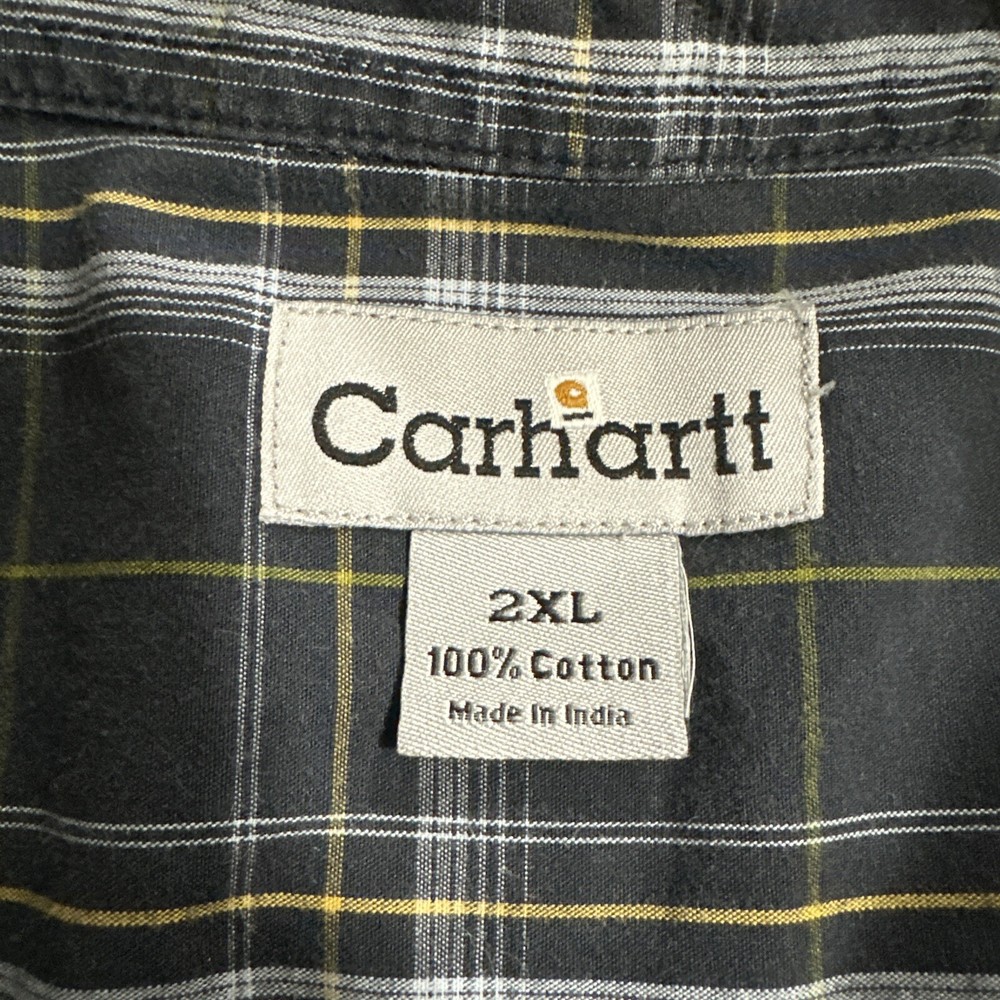 Carhartt
2XL
100% Cotton
Made In India